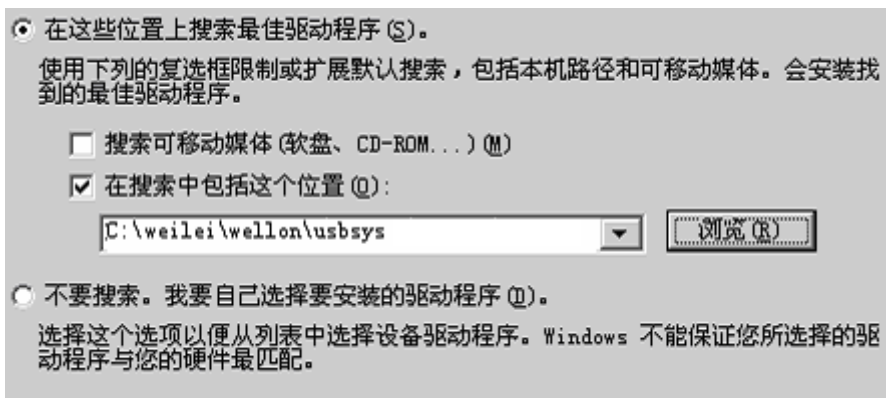 在这些位置上搜索最佳驱动程序(S)。
使用下列的复选框限制或扩展默认搜索，包括本机路径和可移动媒体。会安装找
到的最佳驱动程序。
搜索可移动媒体(软盘、CD-ROM...)(M)
在搜索中包括这个位置(O):
C:\weilei\wellon\usbsys
浏览(R)
不要搜索。我要自己选择要安装的驱动程序(D)。
选择这个选项以便从列表中选择设备驱动程序。Windows 不能保证您所选择的驱
动程序与您的硬件最匹配。